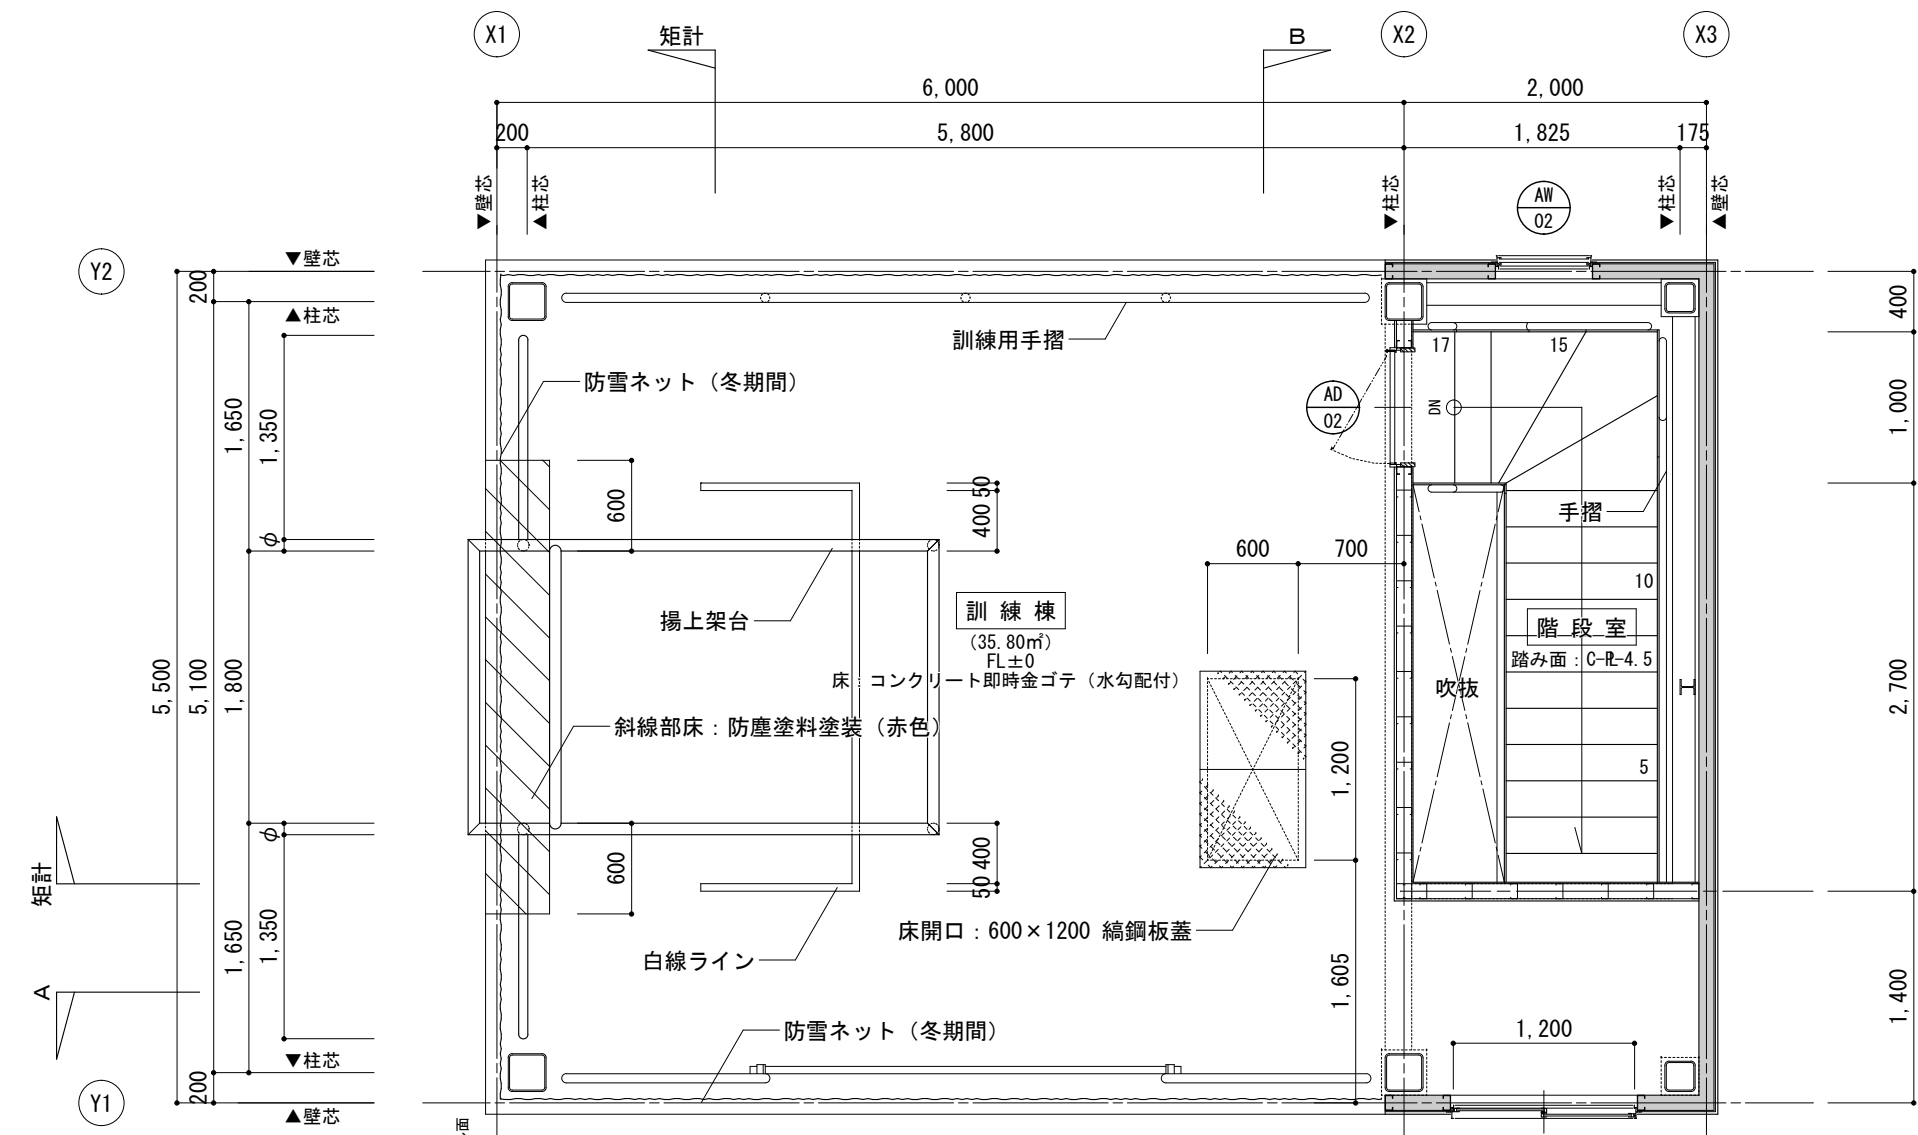 X1
X2
X3
矩計
B
6,000
2,000
200
5,800
1,825
175
▼壁芯
▲柱芯
▼柱芯
AW
02
▼柱芯
▲壁芯
Y2
▼壁芯
200
▲柱芯
400
訓練用手摺
17
15
防雪ネット（冬期間）
AD
02
DN
1,650
1,350
1,000
600
400 50
手摺
φ
600
700
10
訓 練 棟
(35.80㎡)
FL±0
床：コンクリート即時金ゴテ（水勾配付）
揚上架台
階 段 室
踏み面：C-PL-4.5
吹抜
5,500
5,100
1,800
2,700
斜線部床：防塵塗料塗装（赤色）
1,200
5
φ
600
50 400
矩計
床開口：600×1200 縞鋼板蓋
白線ライン
1,650
1,350
1,605
1,400
A
防雪ネット（冬期間）
1,200
▼柱芯
200
Y1
▲壁芯